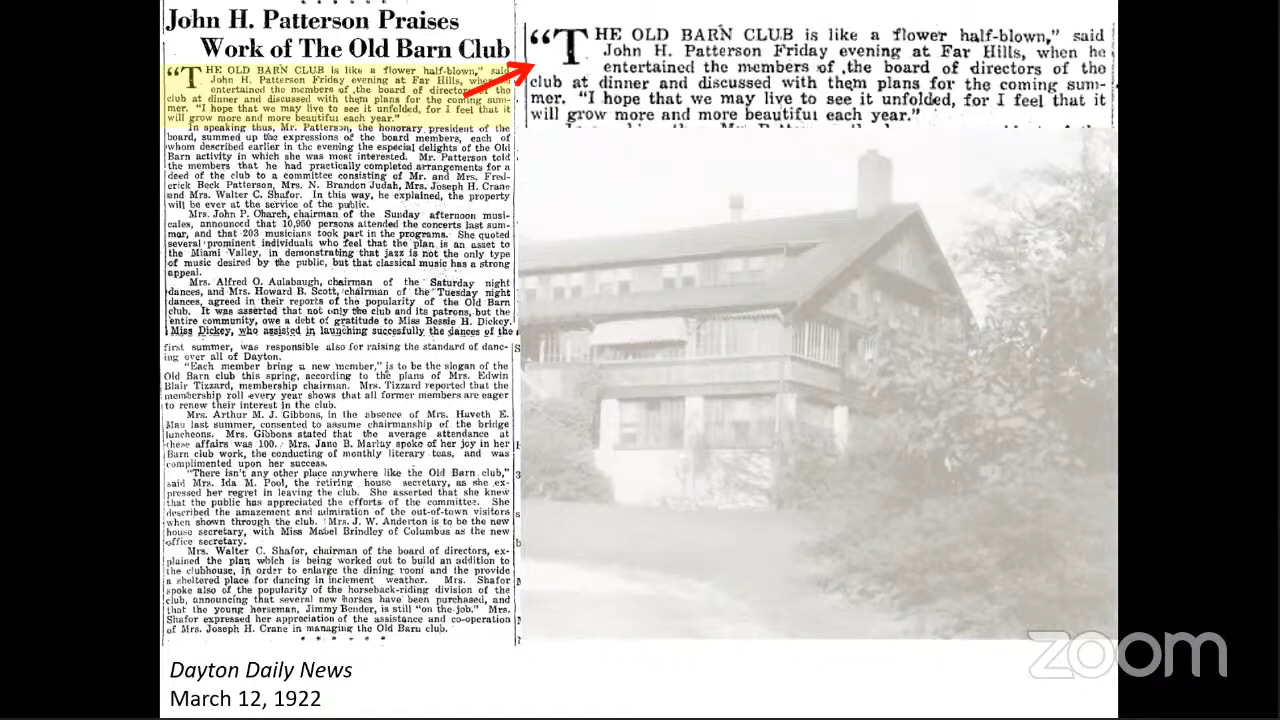 John H. Patterson Praises
Work of The Old Barn Club
“THE OLD BARN CLUB is like a flower half-blown,” said
John H. Patterson Friday evening at Far Hills, when he
entertained the members of the board of directors of the
club at dinner and discussed with them plans for the coming sum-
mer. “I hope that we may live to see it unfolded, for I feel that it
will grow more and more beautiful each year.”
In speaking thus, Mr. Patterson, the honorary president of the
board, summed up the expressions of the board members, each of
whom described earlier in the evening the especial delights of the Old
Barn activity in which she was most interested. Mr. Patterson told
the members that he had practically completed arrangements for a
deed of the club to a committee consisting of Mr. and Mrs. Fred-
erick Beck Patterson, Mrs. N. Brandon Judah, Mrs. Joseph H. Crane
and Mrs. Walter C. Shafor. In this way, he explained, the property
will be ever at the service of the public.
Mrs. John P. Oharch, chairman of the Sunday afternoon musi-
cales, announced that 10,950 persons attended the concerts last sum-
mer, and that 203 musicians took part in the programs. She quoted
several prominent individuals who feel that the plan is an asset to
the Miami Valley, in demonstrating that jazz is not the only type
of music desired by the public, but that classical music has a strong
appeal.
Mrs. Alfred O. Aulabaugh, chairman of the Saturday night
dances, and Mrs. Howard B. Scott, chairman of the Tuesday night
dances, agreed in their reports of the popularity of the Old Barn
club. It was asserted that not only the club and its patrons, but the
entire community, owe a debt of gratitude to Miss Bessie H. Dickey.
Miss Dickey, who assisted in launching succesfully the dances of the
first summer, was responsible also for raising the standard of danc-
ing over all of Dayton.
“Each member bring a new member,” is to be the slogan of the
Old Barn club this spring, according to the plans of Mrs. Edwin
Blair Tizzard, membership chairman. Mrs. Tizzard reported that the
membership roll every year shows that all former members are eager
to renew their interest in the club.
Mrs. Arthur M. J. Gibbons, in the absence of Mrs. Huveth E.
Mau last summer, consented to assume chairmanship of the bridge
luncheons. Mrs. Gibbons stated that the average attendance at
these affairs was 100. Mrs. Jane B. Marlay spoke of her joy in her
Barn club work, the conducting of monthly literary teas, and was
complimented upon her success.
“There isn't any other place anywhere like the Old Barn club,”
said Mrs. Ida M. Pool, the retiring house secretary, as she ex-
pressed her regret in leaving the club. She asserted that she knew
that the public has appreciated the efforts of the committee. She
described the amazement and admiration of the out-of-town visitors
when shown through the club. Mrs. J. W. Anderton is to be the new
house secretary, with Miss Mabel Brindley of Columbus as the new
office secretary.
Mrs. Walter C. Shafor, chairman of the board of directors, ex-
plained the plan which is being worked out to build an addition to
the clubhouse, in order to enlarge the dining room and the provide
a sheltered place for dancing in inclement weather. Mrs. Shafor
spoke also of the popularity of the horseback-riding division of the
club, announcing that several new horses have been purchased, and
that the young horseman, Jimmy Bender, is still “on the job.” Mrs.
Shafor expressed her appreciation of the assistance and co-operation
of Mrs. Joseph H. Crane in managing the Old Barn club.
Dayton Daily News
March 12, 1922
“THE OLD BARN CLUB is like a flower half-blown,” said
John H. Patterson Friday evening at Far Hills, when he
entertained the members of the board of directors of the
club at dinner and discussed with them plans for the coming sum-
mer. “I hope that we may live to see it unfolded, for I feel that it
will grow more and more beautiful each year.”
zoom